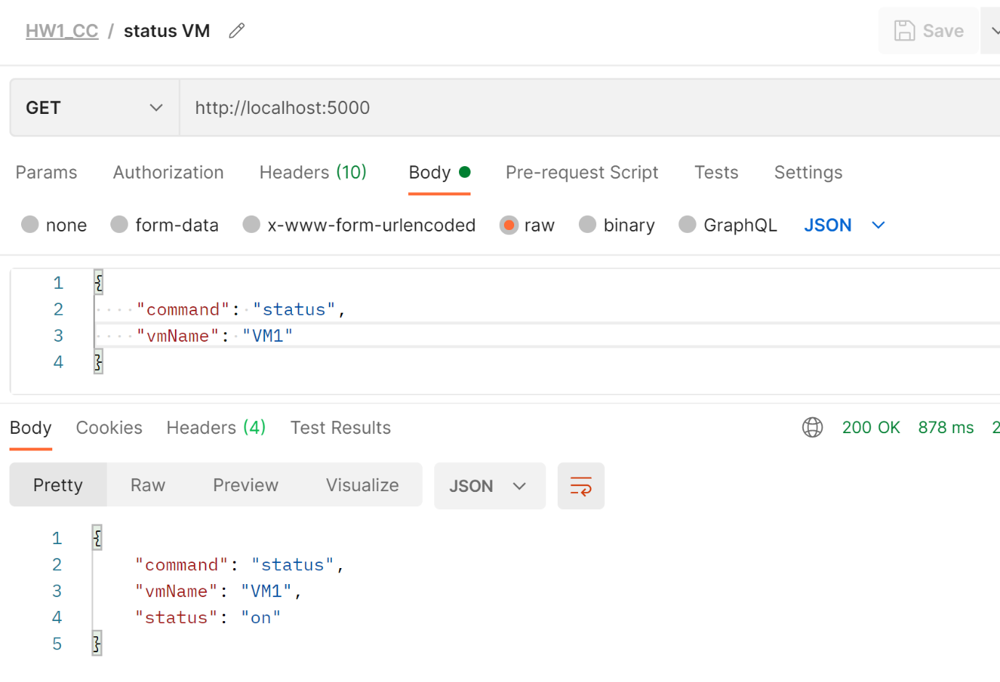 HW1_CC / status VM Save
GET http://localhost:5000
Params Authorization Headers (10) Body Pre-request Script Tests Settings
none form-data x-www-form-urlencoded raw binary GraphQL JSON
1 {
2 "command": "status",
3 "vmName": "VM1"
4 }
Body Cookies Headers (4) Test Results 200 OK 878 ms 2
Pretty Raw Preview Visualize JSON
1 {
2 "command": "status",
3 "vmName": "VM1",
4 "status": "on"
5 }